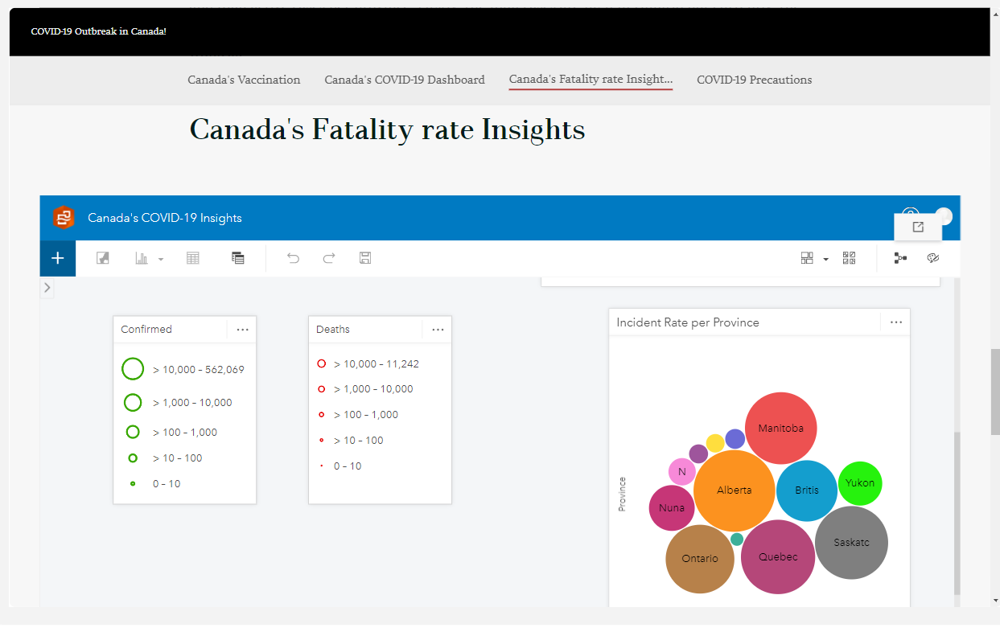 COVID-19 Outbreak in Canada!
Canada's Vaccination
Canada's COVID-19 Dashboard
Canada's Fatality rate Insight...
COVID-19 Precautions
Canada's Fatality rate Insights
Canada's COVID-19 Insights
Confirmed
> 10,000 – 562,069
> 1,000 – 10,000
> 100 – 1,000
> 10 – 100
0 – 10
Deaths
> 10,000 – 11,242
> 1,000 – 10,000
> 100 – 1,000
> 10 – 100
0 – 10
Incident Rate per Province
Province
Manitoba
N
Alberta
Britis
Yukon
Nuna
Ontario
Quebec
Saskatc